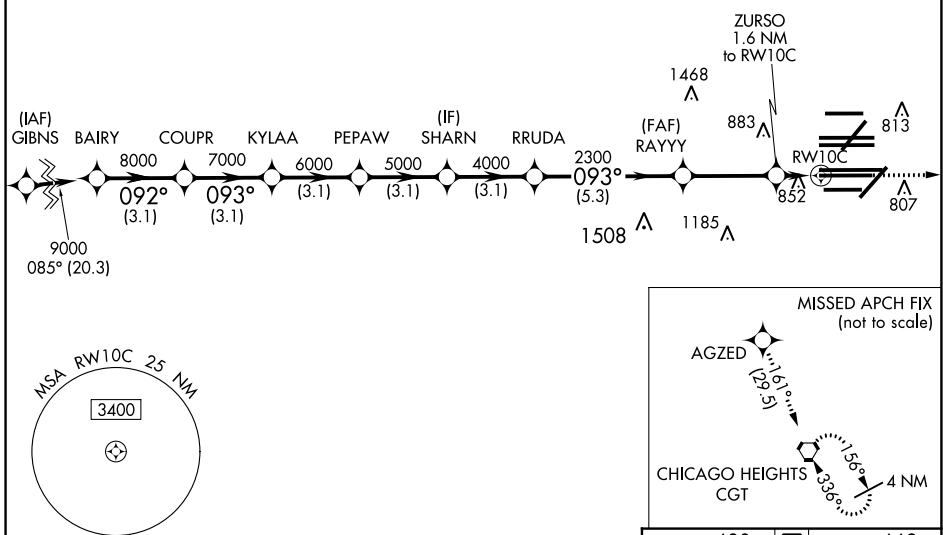 ZURSO
1.6 NM
to RW10C
1468
(IAF)
GIBNS
BAIRY
COUPR
KYLAA
PEPAW
(IF)
SHARN
RRUDA
(FAF)
RAYYY
883
813
RW10C
8000
092°
(3.1)
7000
093°
(3.1)
6000
(3.1)
5000
(3.1)
4000
(3.1)
2300
093°
(5.3)
852
807
9000
085° (20.3)
1508
1185
MSA RW10C 25 NM
3400
MISSED APCH FIX
(not to scale)
AGZED
161°
(29.5)
CHICAGO HEIGHTS
CGT
156°
336°
4 NM